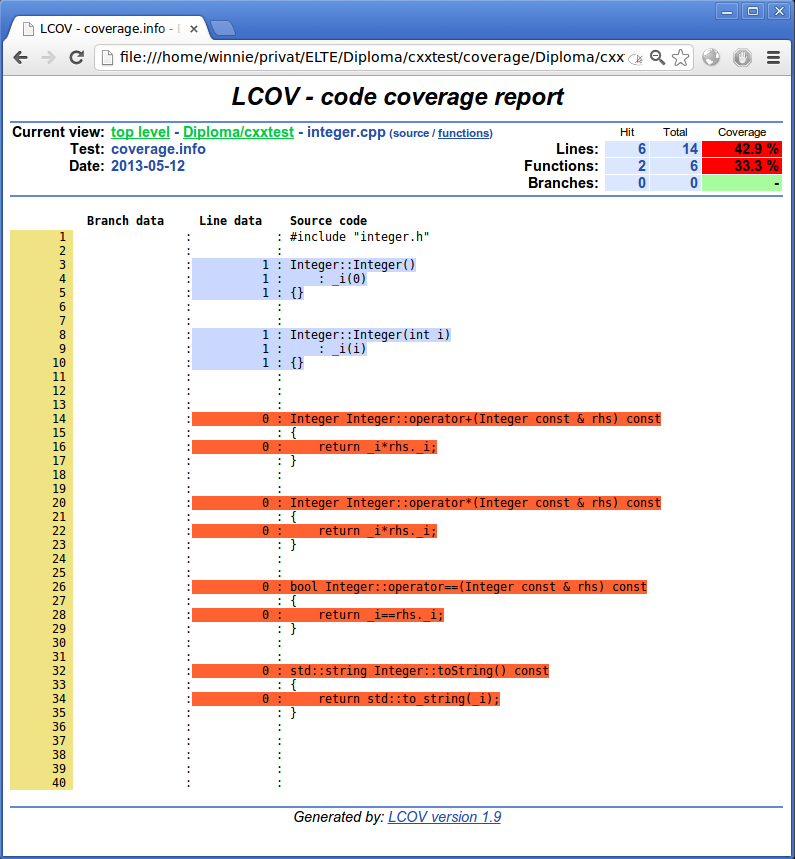 LCOV - coverage.info -
file:///home/winnie/privat/ELTE/Diploma/cxxtest/coverage/Diploma/cxx
LCOV - code coverage report
Current view: top level - Diploma/cxxtest - integer.cpp (source / functions) Hit Total Coverage
Test: coverage.info Lines: 6 14 42.9 %
Date: 2013-05-12 Functions: 2 6 33.3 %
Branches: 0 0 -
Branch data Line data Source code
1 : : #include "integer.h"
2 : :
3 : 1 : Integer::Integer()
4 : 1 : : _i(0)
5 : 1 : {}
6 : :
7 : :
8 : 1 : Integer::Integer(int i)
9 : 1 : : _i(i)
10 : 1 : {}
11 : :
12 : :
13 : :
14 : 0 : Integer Integer::operator+(Integer const & rhs) const
15 : : {
16 : 0 : return _i*rhs._i;
17 : : }
18 : :
19 : :
20 : 0 : Integer Integer::operator*(Integer const & rhs) const
21 : : {
22 : 0 : return _i*rhs._i;
23 : : }
24 : :
25 : :
26 : 0 : bool Integer::operator==(Integer const & rhs) const
27 : : {
28 : 0 : return _i==rhs._i;
29 : : }
30 : :
31 : :
32 : 0 : std::string Integer::toString() const
33 : : {
34 : 0 : return std::to_string(_i);
35 : : }
36 : :
37 : :
38 : :
39 : :
40 : :
Generated by: LCOV version 1.9